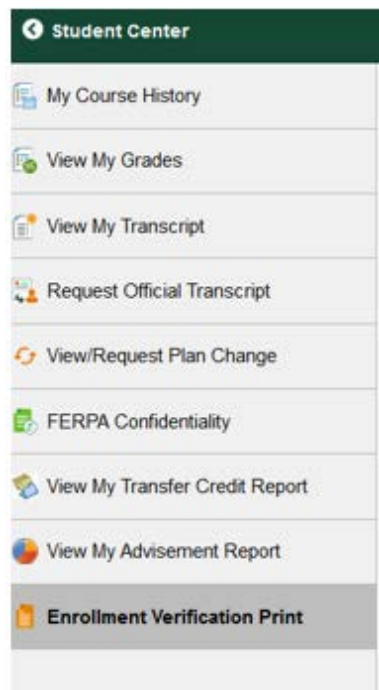 Student Center
My Course History
View My Grades
View My Transcript
Request Official Transcript
View/Request Plan Change
FERPA Confidentiality
View My Transfer Credit Report
View My Advisement Report
Enrollment Verification Print